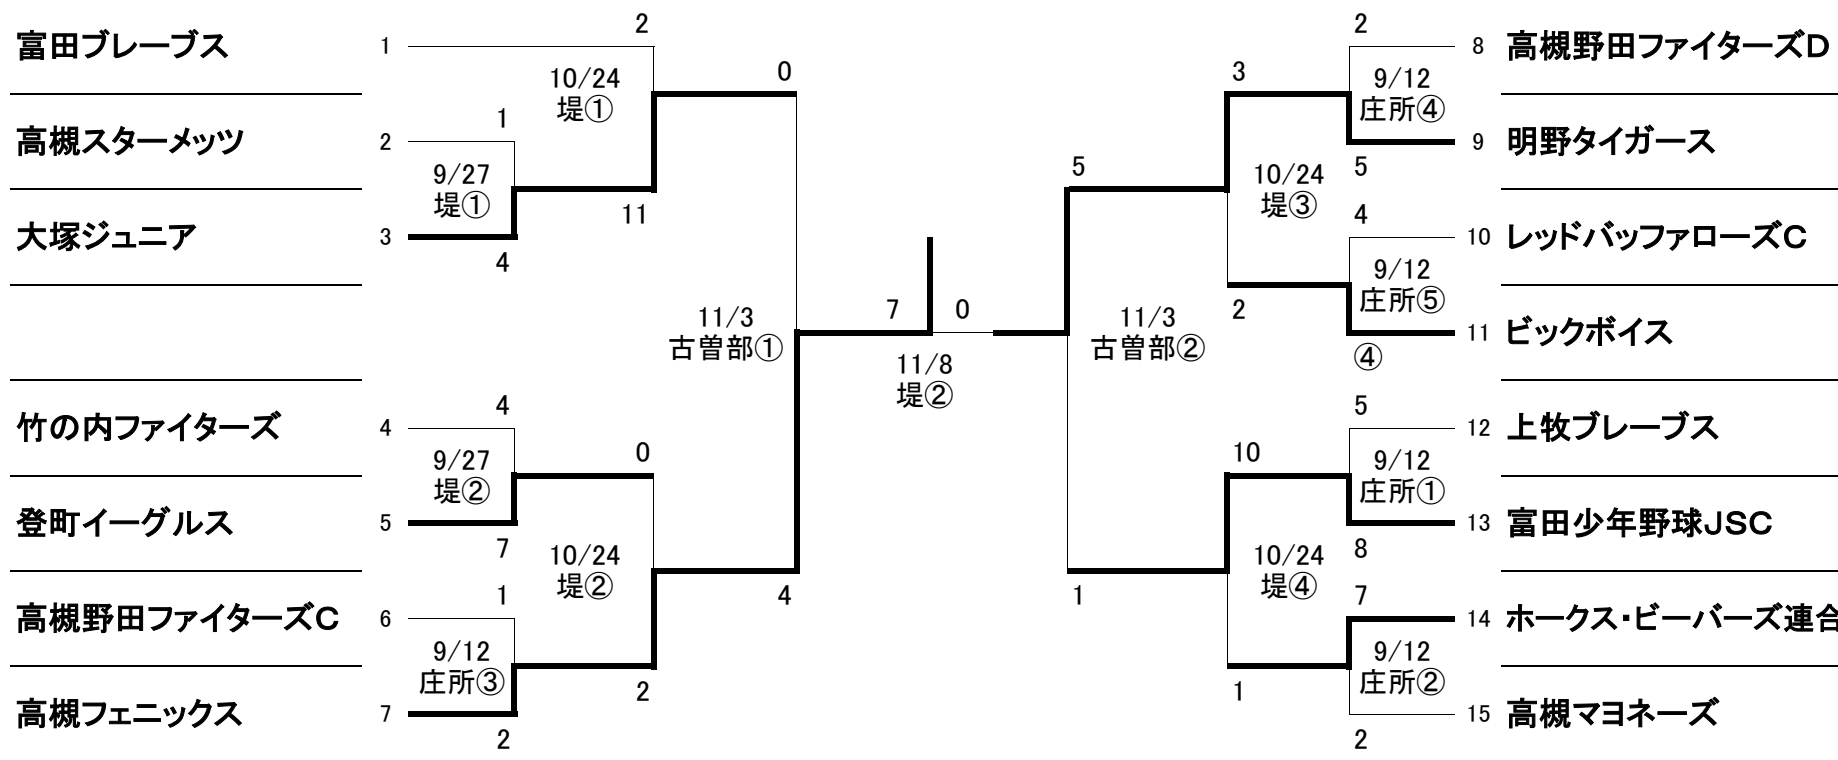 富田ブレーブス
1
2
10/24
堤①
0
高槻スターメッツ
2
1
9/27
堤①
11
大塚ジュニア
3
4
11/3
古曽部①
竹の内ファイターズ
4
4
9/27
堤②
0
登町イーグルス
5
7
10/24
堤②
4
高槻野田ファイターズC
6
1
9/12
庄所③
2
高槻フェニックス
7
2
7
0
11/8
堤②
2
8
高槻野田ファイターズD
3
9/12
庄所④
9
明野タイガース
5
5
10/24
堤③
4
10
レッドバッファローズC
9/12
庄所⑤
2
11
ビックボイス
④
11/3
古曽部②
5
12
上牧ブレーブス
10
9/12
庄所①
13
富田少年野球JSC
8
10/24
堤④
1
7
14
ホークス・ビーバーズ連合
9/12
庄所②
1
15
高槻マヨネーズ
2